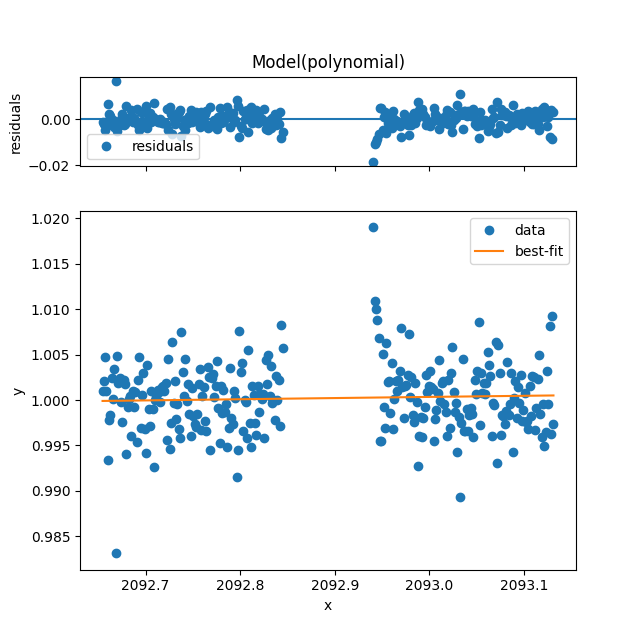 Model(polynomial)
residuals
0.00
−0.02
residuals
1.020
1.015
1.010
1.005
1.000
0.995
0.990
0.985
y
data
best-fit
2092.7
2092.8
2092.9
2093.0
2093.1
x